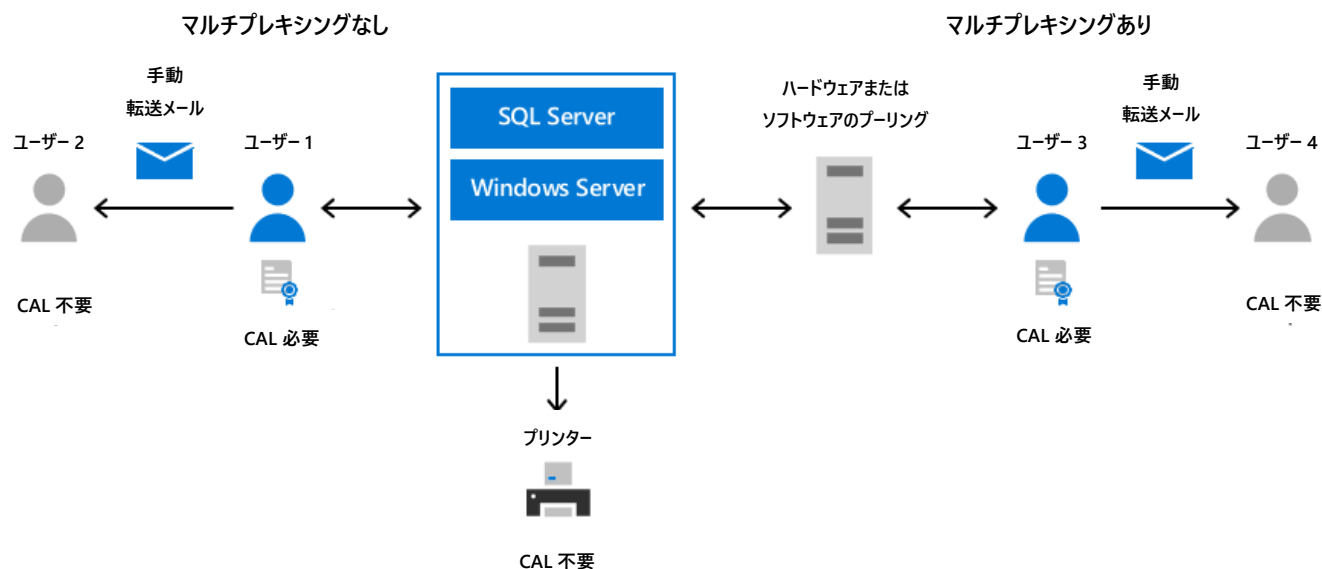 マルチプレキシングなし
マルチプレキシングあり
手動
転送メール
ユーザー 2
ユーザー 1
SQL Server
Windows Server
ハードウェアまたは
ソフトウェアのプーリング
手動
転送メール
ユーザー 3
ユーザー 4
CAL 不要
CAL 必要
CAL 必要
CAL 不要
プリンター
CAL 不要